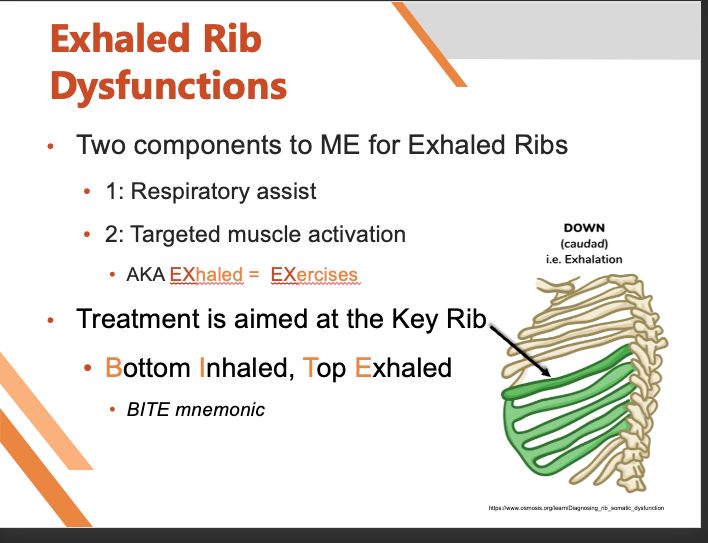 Exhaled Rib
Dysfunctions
• Two components to ME for Exhaled Ribs
• 1: Respiratory assist
• 2: Targeted muscle activation
• AKA EXhaled = EXercises
• Treatment is aimed at the Key Rib
• Bottom Inhaled, Top Exhaled
• BITE mnemonic
DOWN
(caudad)
i.e. Exhalation
https://www.osmosis.org/learn/Diagnosing_rib_somatic_dysfunction